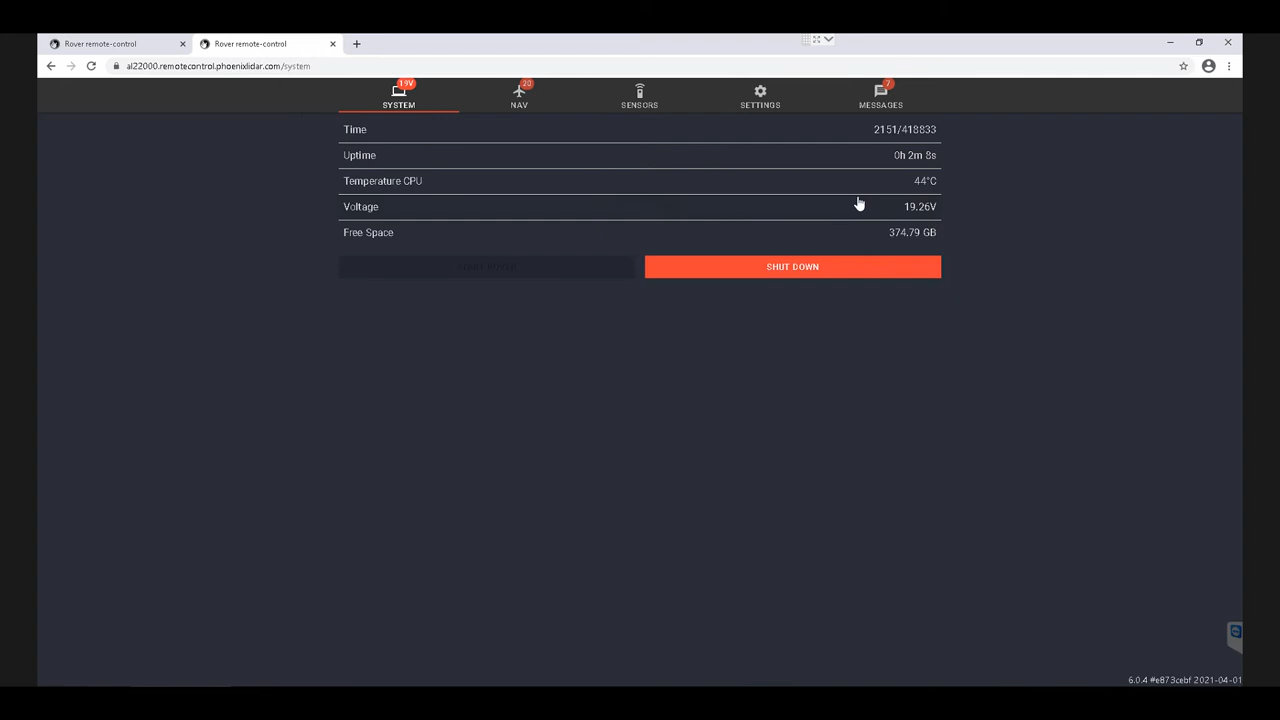 Rover remote-control
Rover remote-control
al22000.remotecontrol.phoenixlidar.com/system
19V
SYSTEM
20
NAV
SENSORS
SETTINGS
7
MESSAGES
Time 2151/418833
Uptime 0h 2m 8s
Temperature CPU 44°C
Voltage 19.26V
Free Space 374.79 GB
SHUT DOWN
6.0.4 #e873cebf 2021-04-01